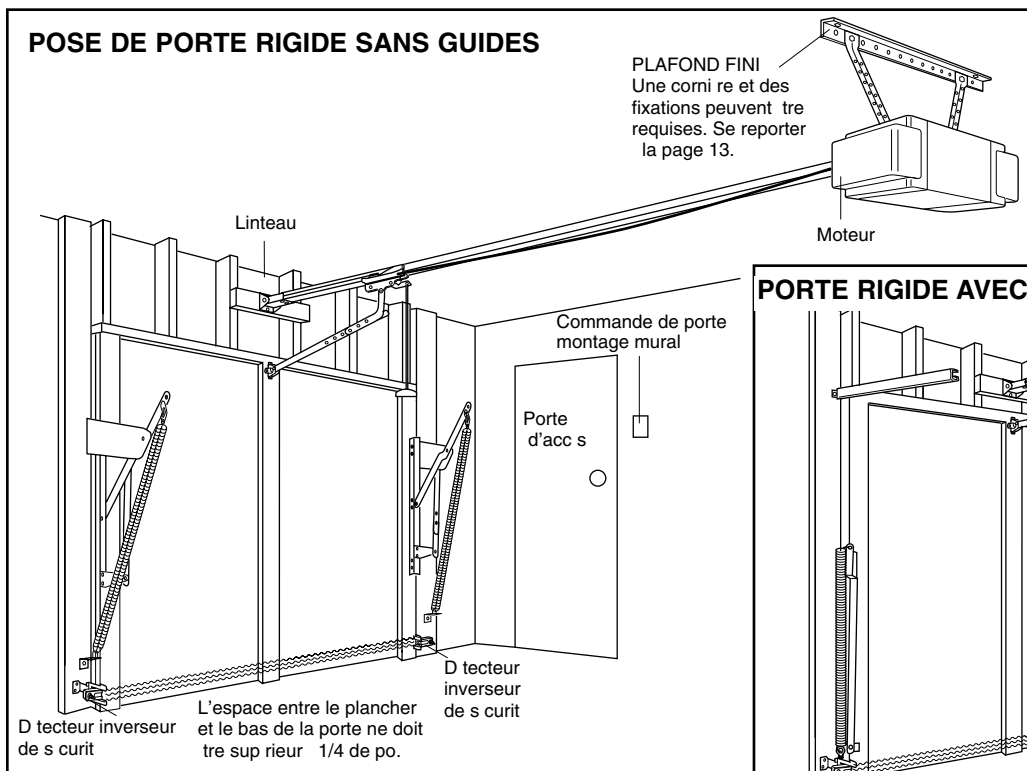 POSE DE PORTE RIGIDE SANS GUIDES
PLAFOND FINI
Une corni re et des
fixations peuvent tre
requises. Se reporter
la page 13.
Linteau
Moteur
PORTE RIGIDE AVEC
Commande de porte
montage mural
Porte
d'acc s
D tecteur
inverseur
de s curit
D tecteur inverseur
de s curit
L'espace entre le plancher
et le bas de la porte ne doit
tre sup rieur 1/4 de po.